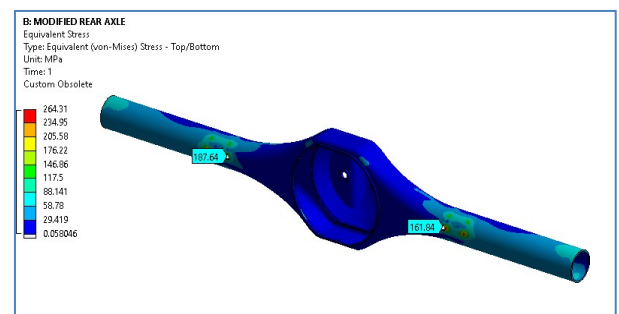 B: MODIFIED REAR AXLE
Equivalent Stress
Type: Equivalent (von-Mises) Stress - Top/Bottom
Unit: MPa
Time: 1
Custom Obsolete
264.31
234.95
205.58
176.22
146.86
117.5
88.141
58.78
29.419
0.058046
187.64
161.84